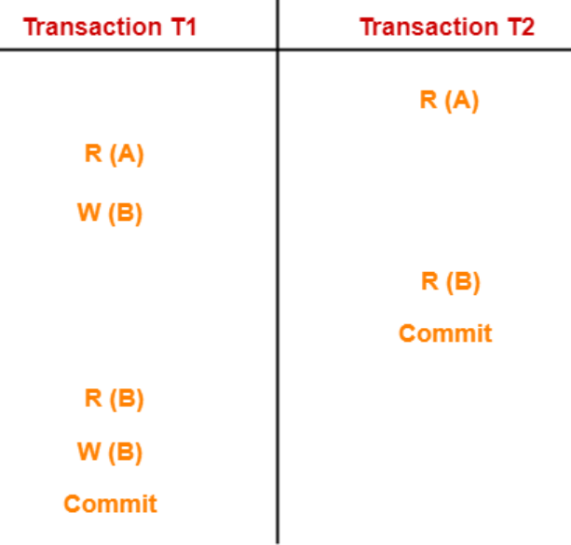 Transaction T1 Transaction T2
R (A)
R (A)
W (B)
R (B)
Commit
R (B)
W (B)
Commit